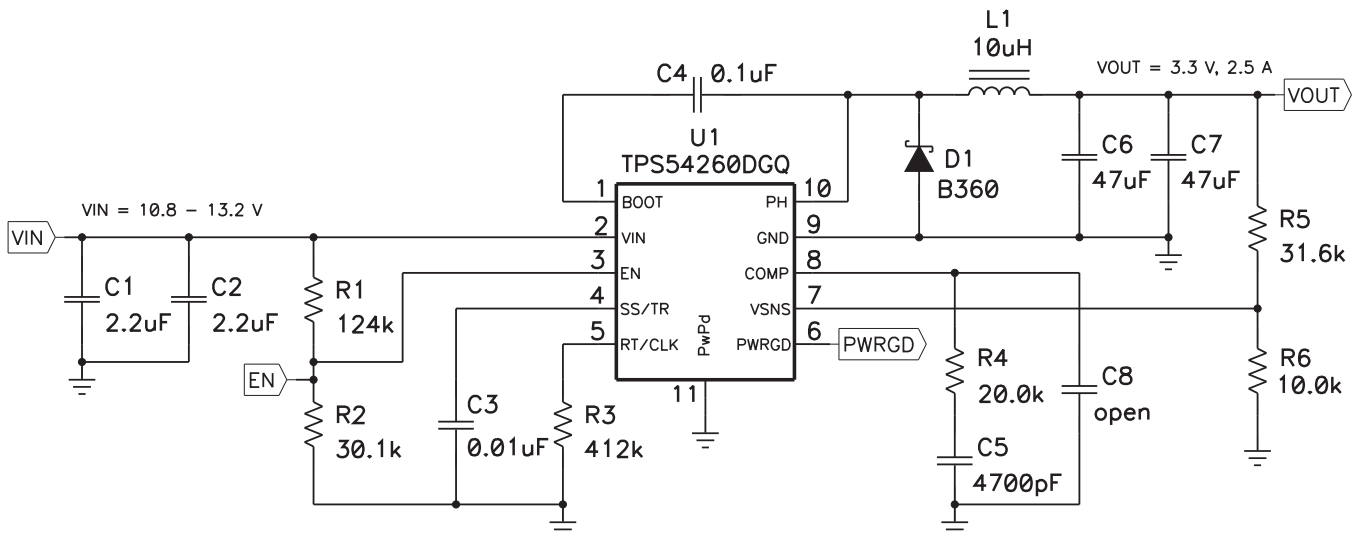 L1
10uH
VOUT = 3.3 V, 2.5 A
C4 0.1uF
VOUT
U1
TPS54260DGQ
D1
B360
C6
47uF
C7
47uF
1
BOOT
PH
10
VIN = 10.8 – 13.2 V
VIN
2
VIN
GND
9
R5
31.6k
3
EN
COMP
8
C1
2.2uF
C2
2.2uF
R1
124k
4
SS/TR
VSNS
7
5
RT/CLK
PwPd
PWRGD
6
PWRGD
R4
20.0k
C8
open
R6
10.0k
EN
11
R2
30.1k
C3
0.01uF
R3
412k
C5
4700pF